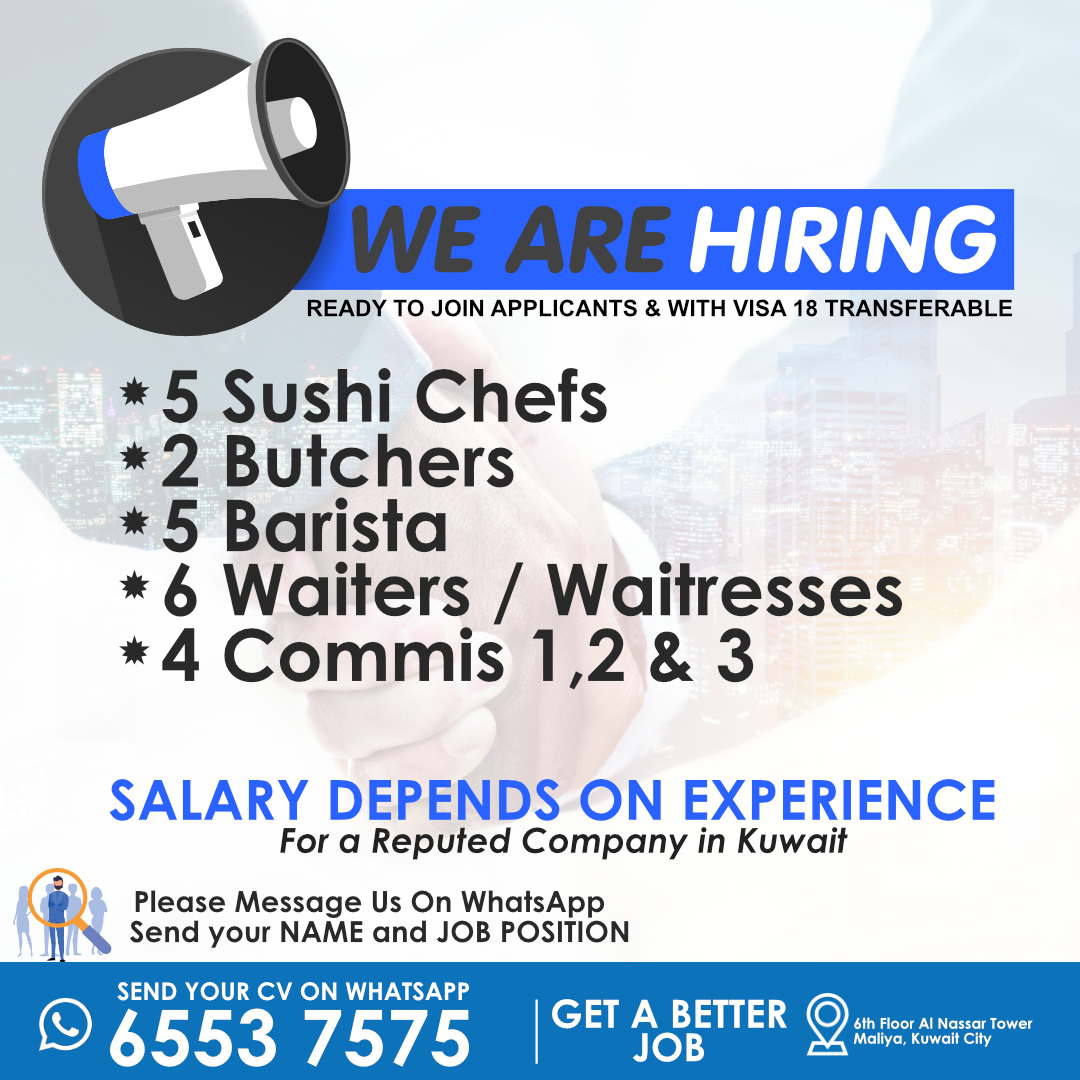 WE ARE HIRING
READY TO JOIN APPLICANTS & WITH VISA 18 TRANSFERABLE
* 5 Sushi Chefs
* 2 Butchers
* 5 Barista
* 6 Waiters / Waitresses
* 4 Commis 1,2 & 3
SALARY DEPENDS ON EXPERIENCE
For a Reputed Company in Kuwait
Please Message Us On WhatsApp
Send your NAME and JOB POSITION
SEND YOUR CV ON WHATSAPP
6553 7575
GET A BETTER
JOB
6th Floor Al Nassar Tower
Maliya, Kuwait City